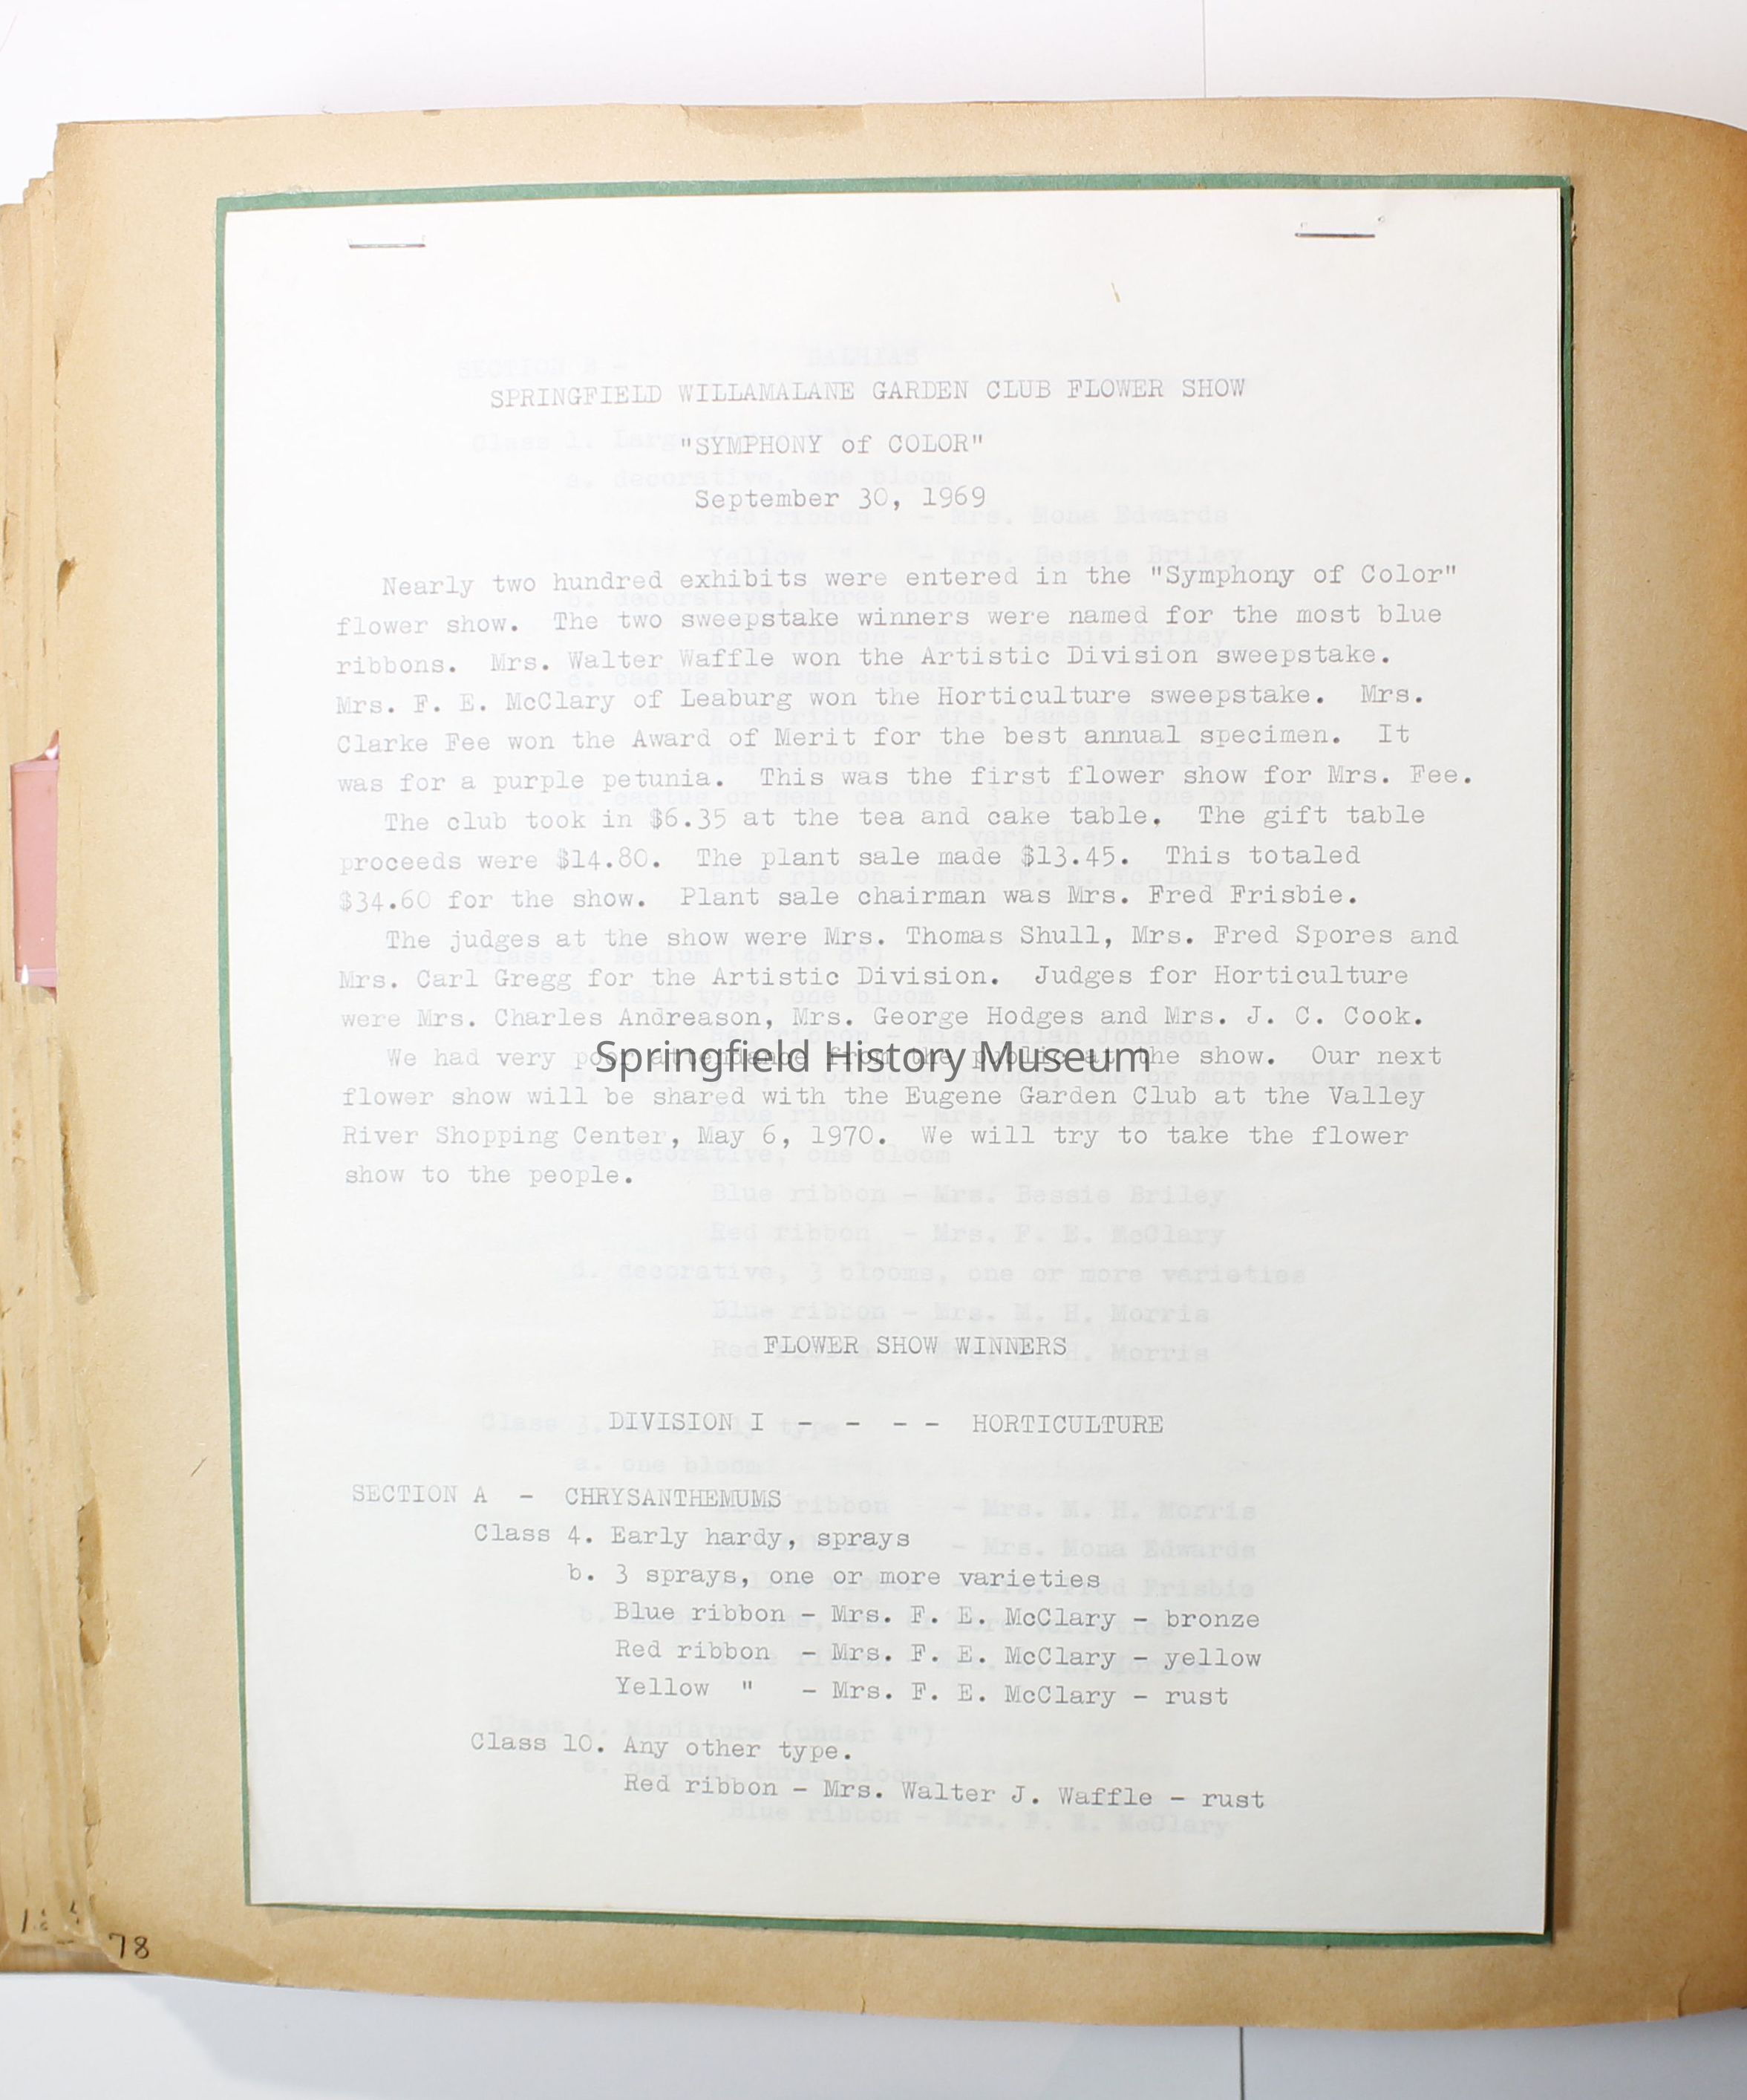 SPRINGFIELD WILLAMALANE GARDEN CLUB FLOWER SHOW
"SYMPHONY of COLOR"
September 30, 1969
Nearly two hundred exhibits were entered in the "Symphony of Color"
flower show. The two sweepstake winners were named for the most blue
ribbons. Mrs. Walter Waffle won the Artistic Division sweepstake.
Mrs. F. E. McClary of Leaburg won the Horticulture sweepstake. Mrs.
Clarke Fee won the Award of Merit for the best annual specimen. It
was for a purple petunia. This was the first flower show for Mrs. Fee.
The club took in $6.35 at the tea and cake table. The gift table
proceeds were $14.80. The plant sale made $13.45. This totaled
$34.60 for the show. Plant sale chairman was Mrs. Fred Frisbie.
The judges at the show were Mrs. Thomas Shull, Mrs. Fred Spores and
Mrs. Carl Gregg for the Artistic Division. Judges for Horticulture
were Mrs. Charles Andreason, Mrs. George Hodges and Mrs. J. C. Cook.
We had very poor attendance from the public at the show. Our next
Springfield History Museum
flower show will be shared with the Eugene Garden Club at the Valley
River Shopping Center, May 6, 1970. We will try to take the flower
show to the people.
FLOWER SHOW WINNERS
DIVISION I - - - - HORTICULTURE
SECTION A - CHRYSANTHEMUMS
Class 4. Early hardy, sprays
b. 3 sprays, one or more varieties
Blue ribbon - Mrs. F. E. McClary - bronze
Red ribbon - Mrs. F. E. McClary - yellow
Yellow " - Mrs. F. E. McClary - rust
Class 10. Any other type.
Red ribbon - Mrs. Walter J. Waffle - rust
78